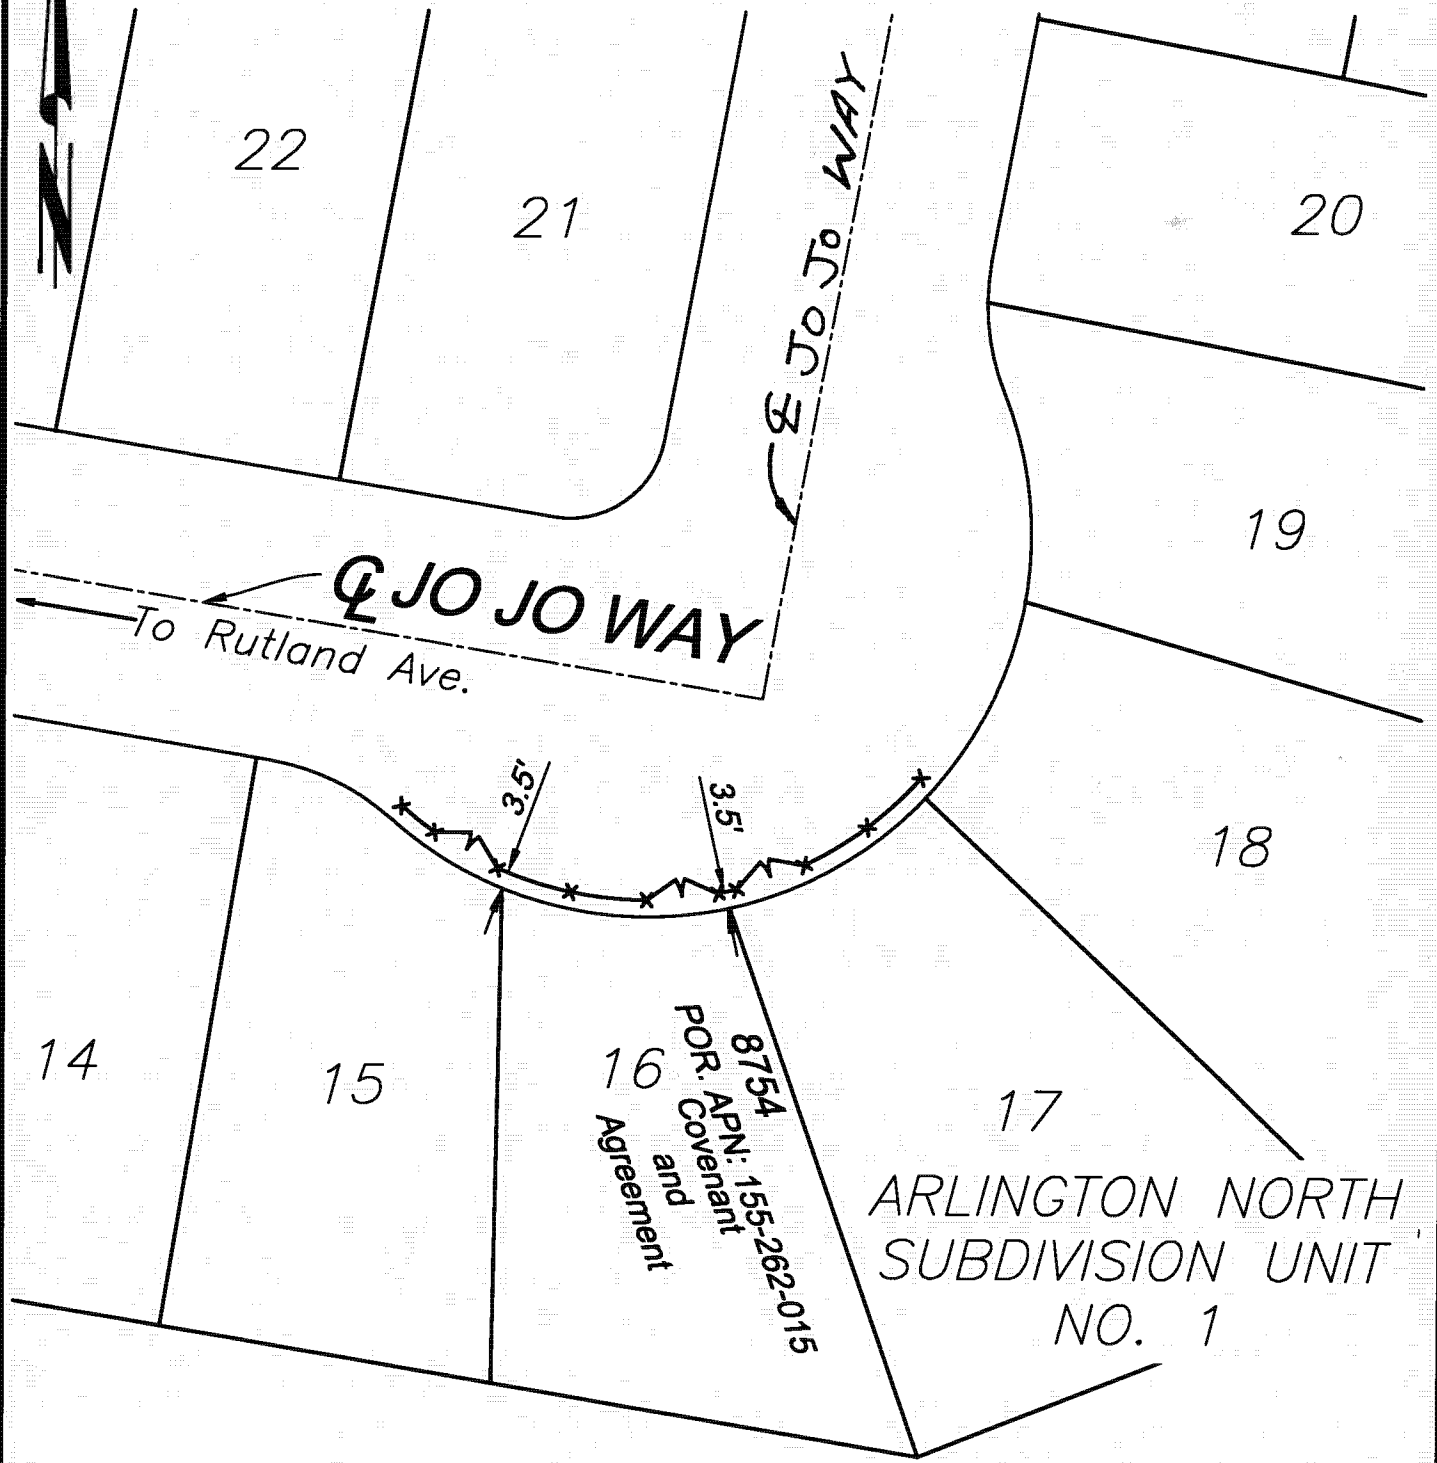 N
22
21
20
℄ JO JO WAY
19
℄ JO JO WAY
To Rutland Ave.
3.5'
3.5'
18
14
15
16
8754
POR. APN: 155-262-015
Covenant
and
Agreement
17
ARLINGTON NORTH
SUBDIVISION UNIT
NO. 1